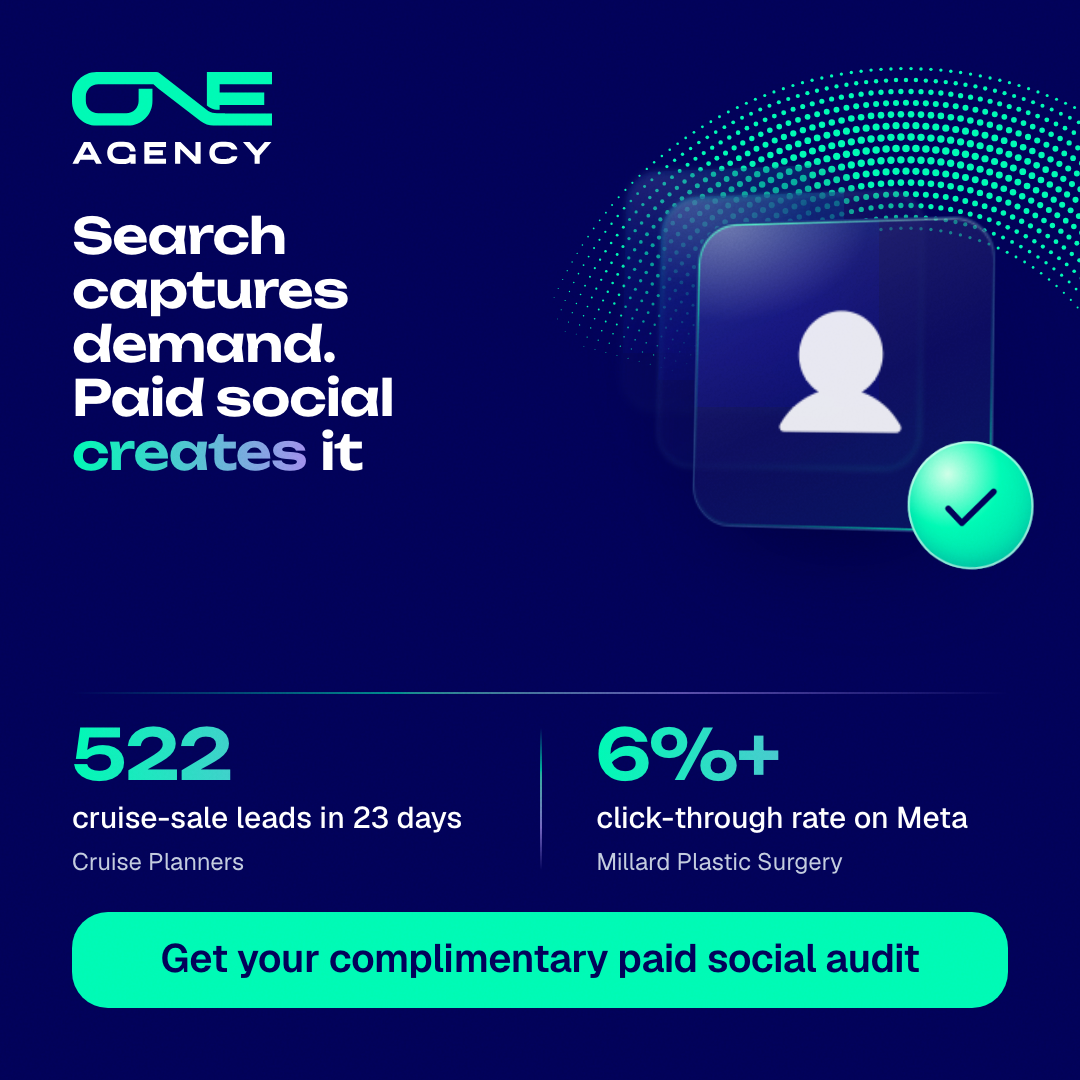 ONE
AGENCY
Search
captures
demand.
Paid social
creates it
522
cruise-sale leads in 23 days
Cruise Planners
6%+
click-through rate on Meta
Millard Plastic Surgery
Get your complimentary paid social audit